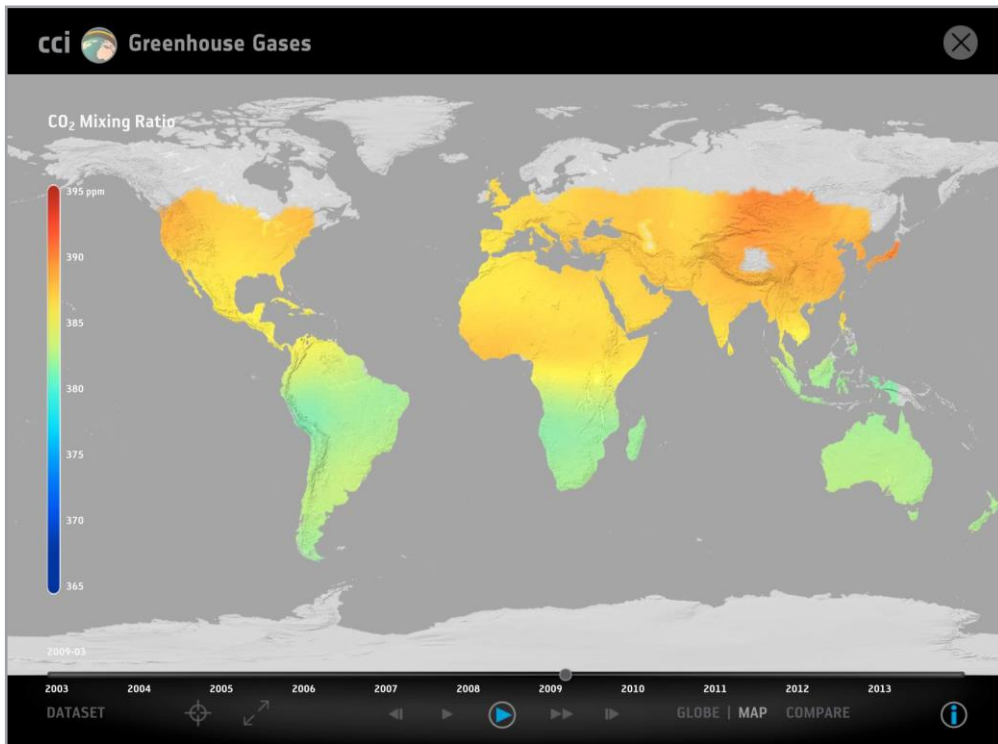 cci Greenhouse Gases
CO₂ Mixing Ratio
395 ppm
390
385
380
375
370
365
2009-03
2003 2004 2005 2006 2007 2008 2009 2010 2011 2012 2013
DATASET GLOBE | MAP COMPARE